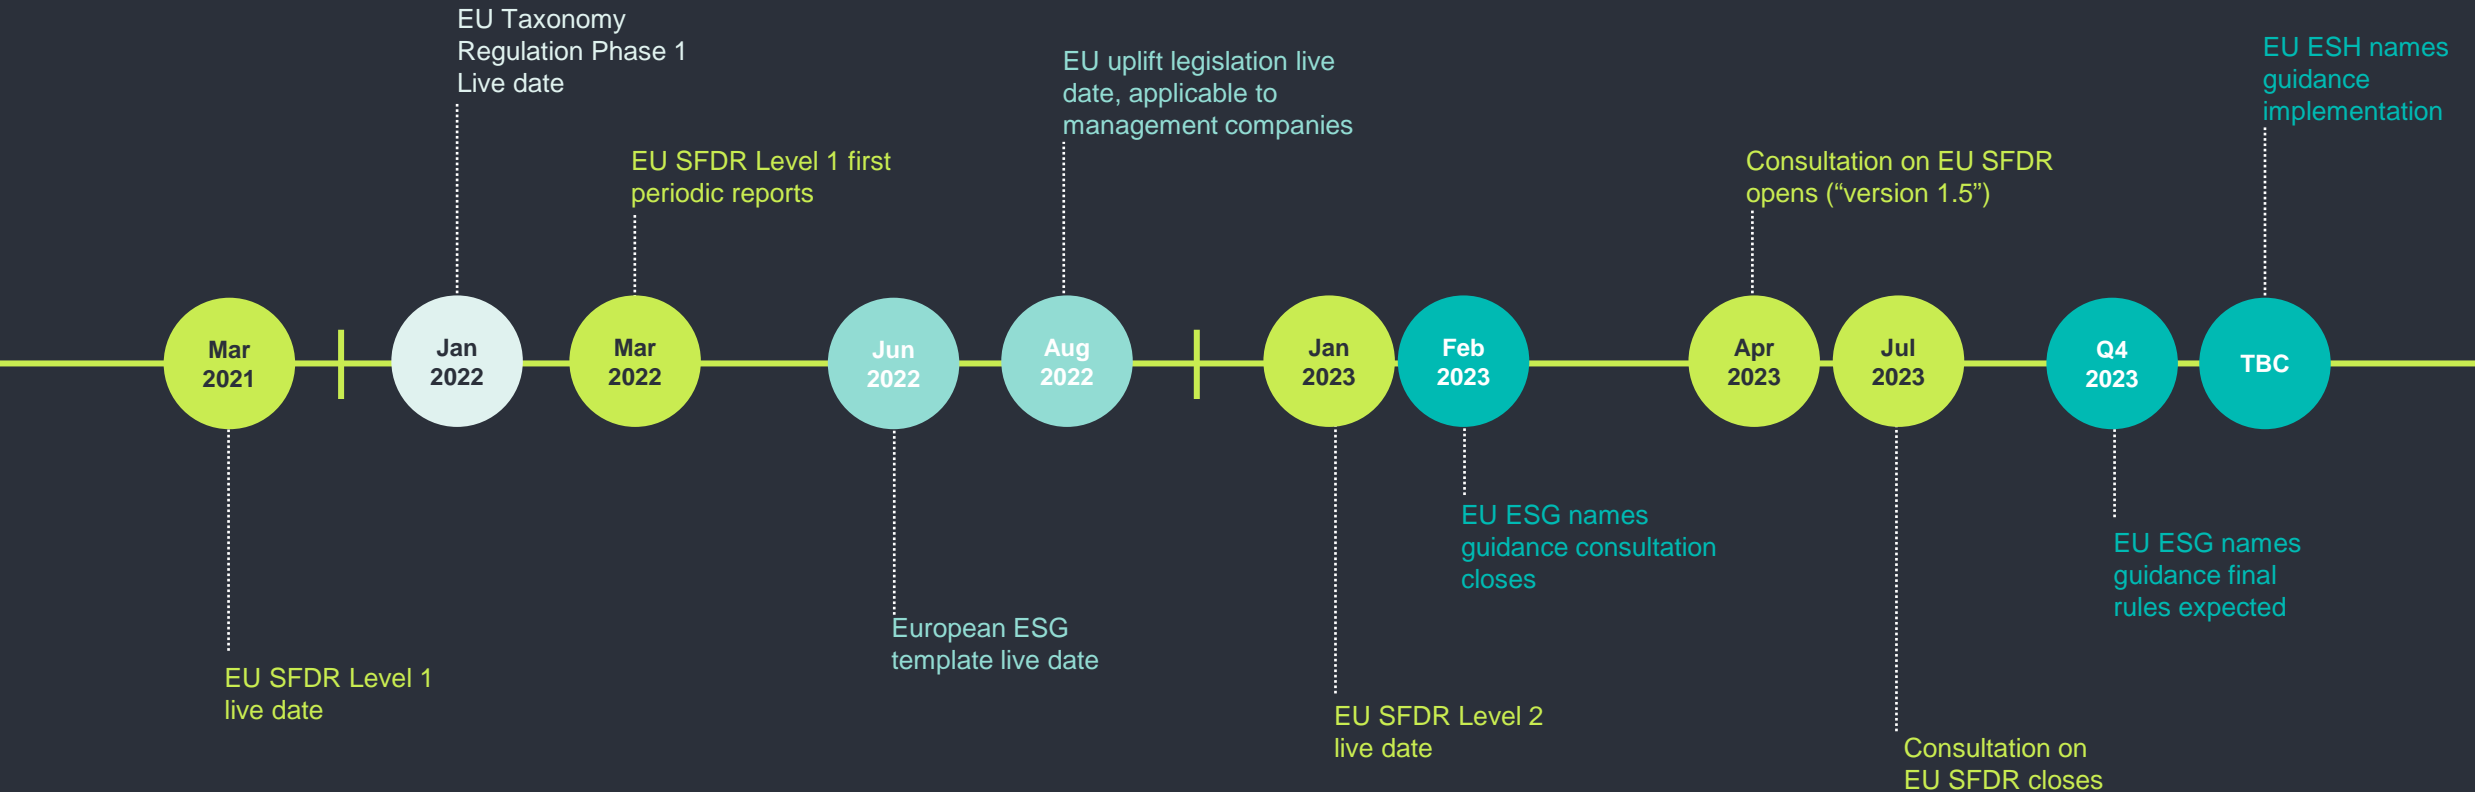 EU Taxonomy
Regulation Phase 1
Live date
EU uplift legislation live
date, applicable to
management companies
EU ESH names
guidance
implementation
EU SFDR Level 1 first
periodic reports
Consultation on EU SFDR
opens (“version 1.5”)
Mar
2021
Jan
2022
Mar
2022
Jun
2022
Aug
2022
Jan
2023
Feb
2023
Apr
2023
Jul
2023
Q4
2023
TBC
EU ESG names
guidance consultation
closes
EU ESG names
guidance final
rules expected
European ESG
template live date
EU SFDR Level 1
live date
EU SFDR Level 2
live date
Consultation on
EU SFDR closes